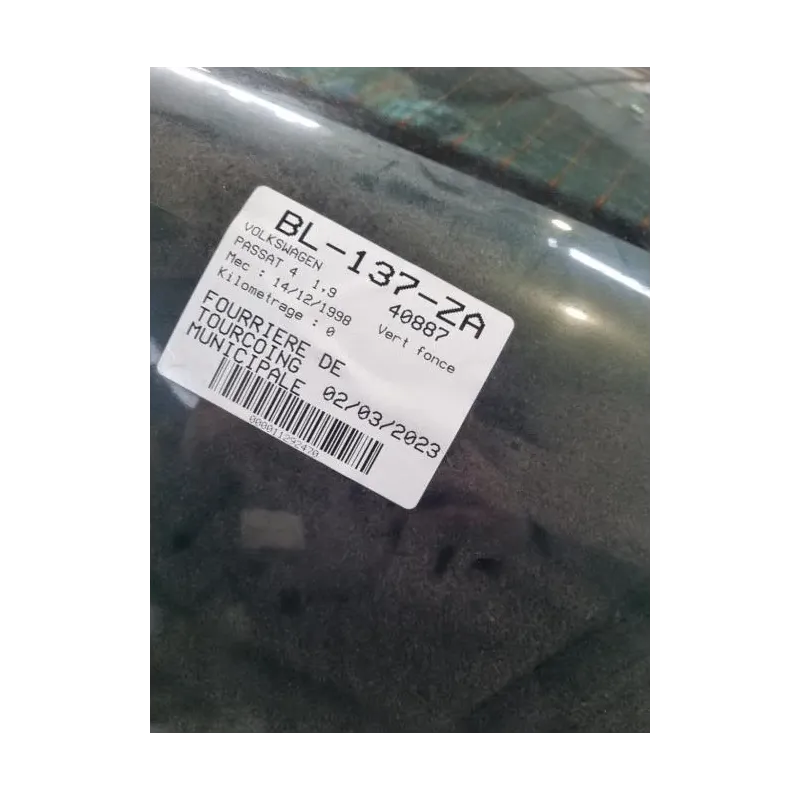 BL-137-ZA
VOLKSWAGEN
PASSAT 4 1,9 40887
Mec : 14/12/1998 Vert fonce
Kilometrage : 0
FOURRIERE DE
TOURCOING
MUNICIPALE 02/03/2023
000011292470